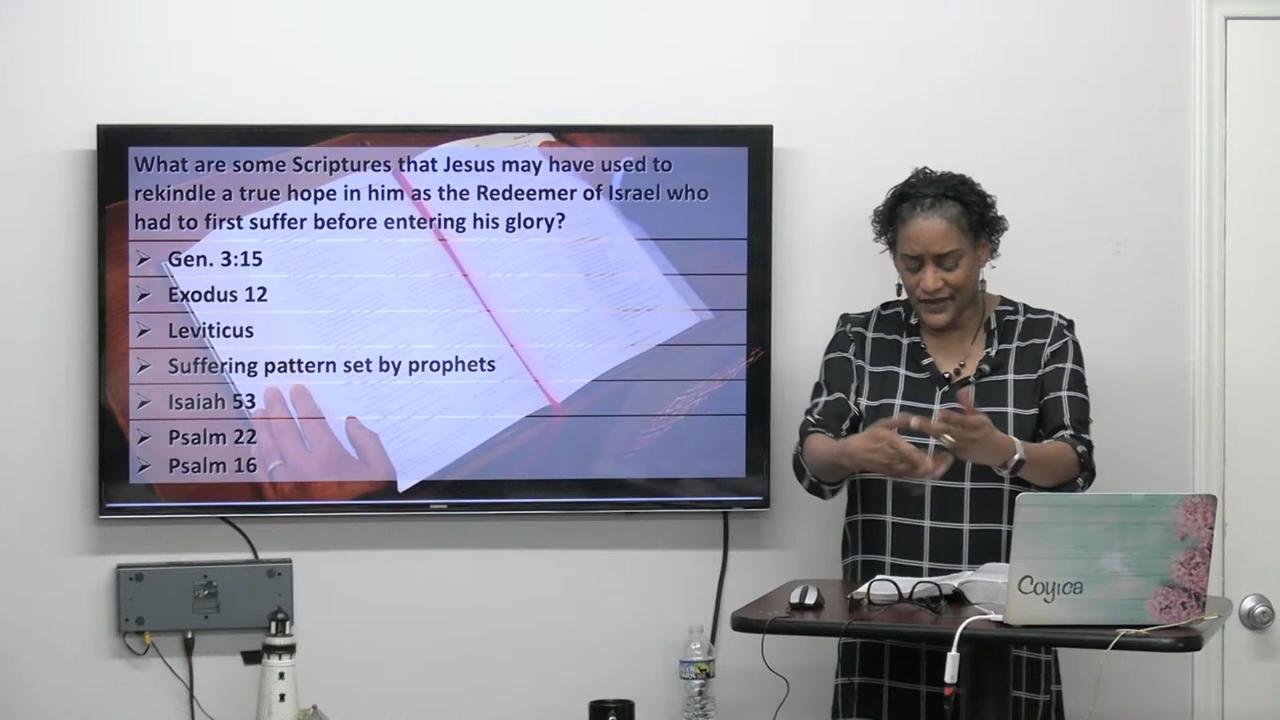 What are some Scriptures that Jesus may have used to
rekindle a true hope in him as the Redeemer of Israel who
had to first suffer before entering his glory?
Gen. 3:15
Exodus 12
Leviticus
Suffering pattern set by prophets
Isaiah 53
Psalm 22
Psalm 16
Coyica